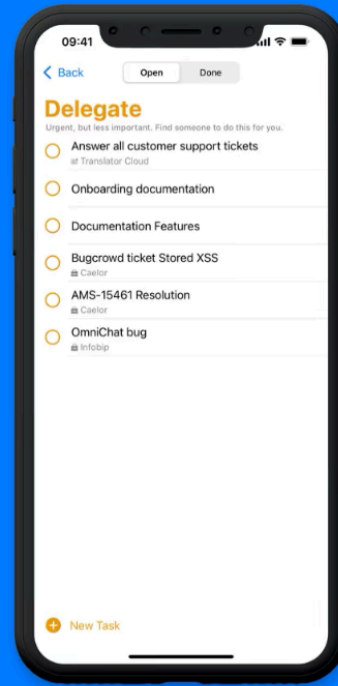 09:41
Back
Open
Done
Delegate
Urgent, but less important. Find someone to do this for you.
Answer all customer support tickets
Translator Cloud
Onboarding documentation
Documentation Features
Bugcrowd ticket Stored XSS
Caelor
AMS-15461 Resolution
Caelor
OmniChat bug
Infobip
New Task